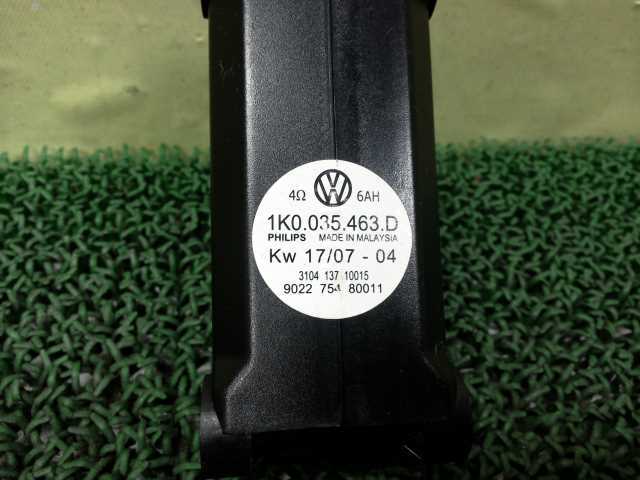 4Ω VW 6AH
1K0.035.463.D
PHILIPS MADE IN MALAYSIA
Kw 17/07 - 04
3104 137 10015
9022 754 80011